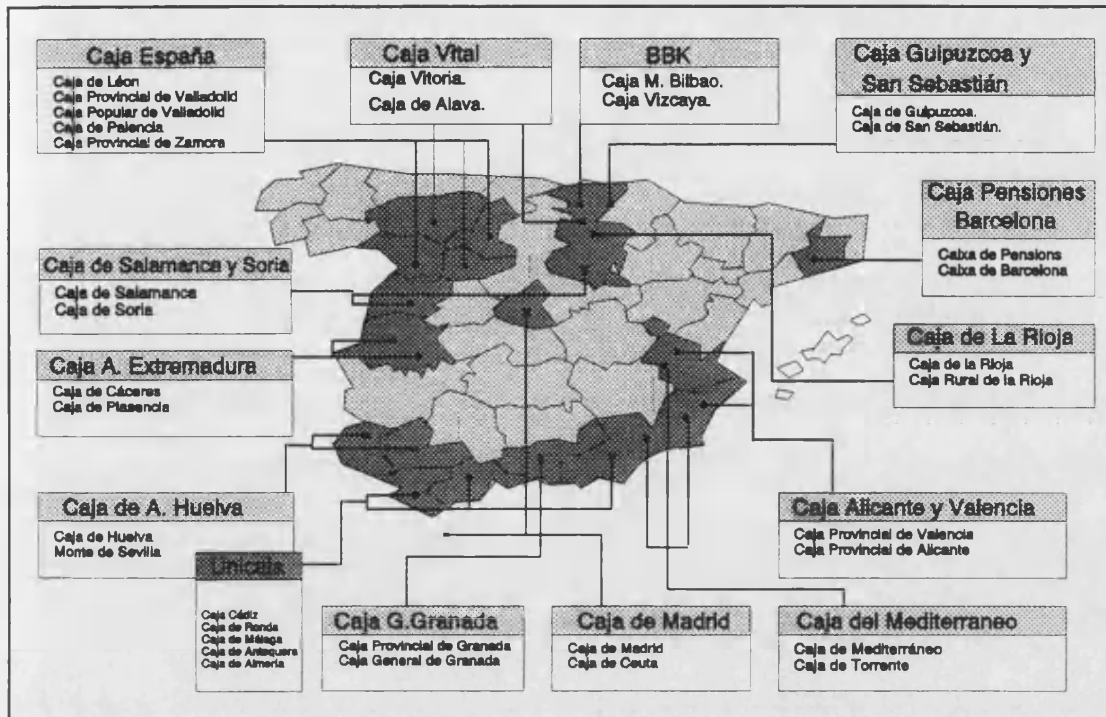 Caja España
Caja de Léon
Caja Provincial de Valladolid
Caja Popular de Valladolid
Caja de Palencia
Caja Provincial de Zamora
Caja Vital
Caja Vitoria.
Caja de Alava.
BBK
Caja M. Bilbao.
Caja Vizcaya.
Caja Guipuzcoa y
San Sebastián
Caja de Guipuzcoa.
Caja de San Sebastián.
Caja Pensiones
Barcelona
Caixa de Pensions
Caixa de Barcelona
Caja de Salamanca y Soria
Caja de Salamanca
Caja de Soria
Caja de La Rioja
Caja de la Rioja
Caja Rural de la Rioja
Caja A. Extremadura
Caja de Cáceres
Caja de Plasencia
Caja de A. Huelva
Caja de Huelva
Monte de Sevilla
Unicaja
Caja Cádiz
Caja de Ronda
Caja de Málaga
Caja de Antequera
Caja de Almería
Caja Alicante y Valencia
Caja Provincial de Valencia
Caja Provincial de Alicante
Caja G.Granada
Caja Provincial de Granada
Caja General de Granada
Caja de Madrid
Caja de Madrid
Caja de Ceuta
Caja del Mediterraneo
Caja de Mediterráneo
Caja de Torrente